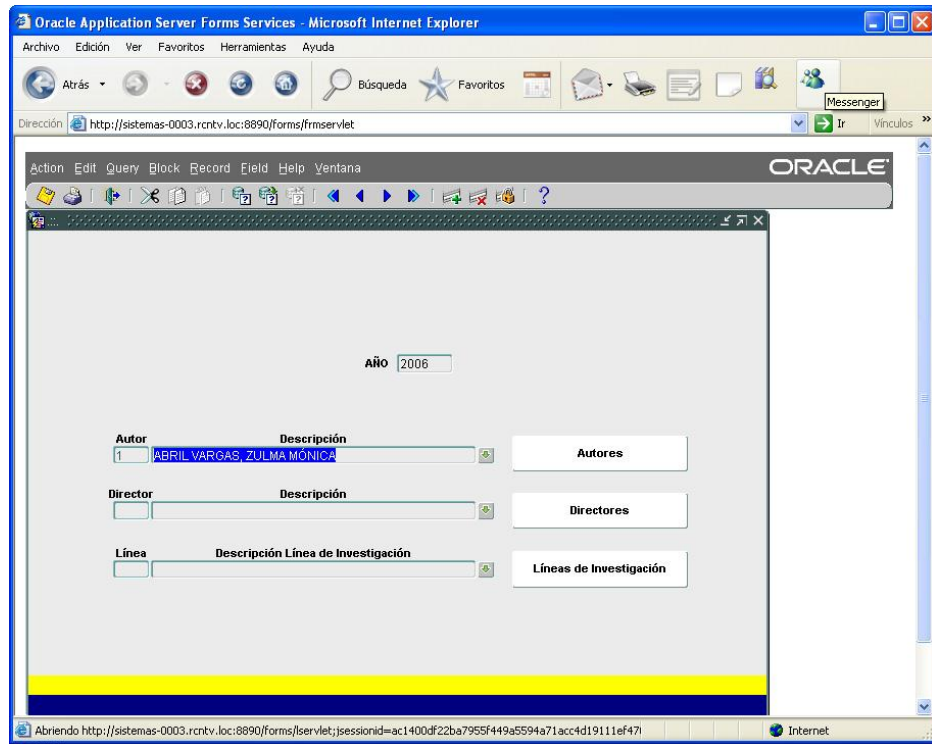 Oracle Application Server Forms Services - Microsoft Internet Explorer
Archivo Edición Ver Favoritos Herramientas Ayuda
Atrás Búsqueda Favoritos
Messenger
Dirección http://sistemas-0003.rcntv.loc:8890/forms/frmservlet Ir Vínculos »
Action Edit Query Block Record Field Help Ventana ORACLE
AÑO 2006
Autor Descripción
1 ABRIL VARGAS, ZULMA MÓNICA Autores
Director Descripción
Directores
Línea Descripción Línea de Investigación
Líneas de Investigación
Abriendo http://sistemas-0003.rcntv.loc:8890/forms/lservlet;jsessionid=ac1400df22ba7955f449a5594a71acc4d19111ef47 Internet